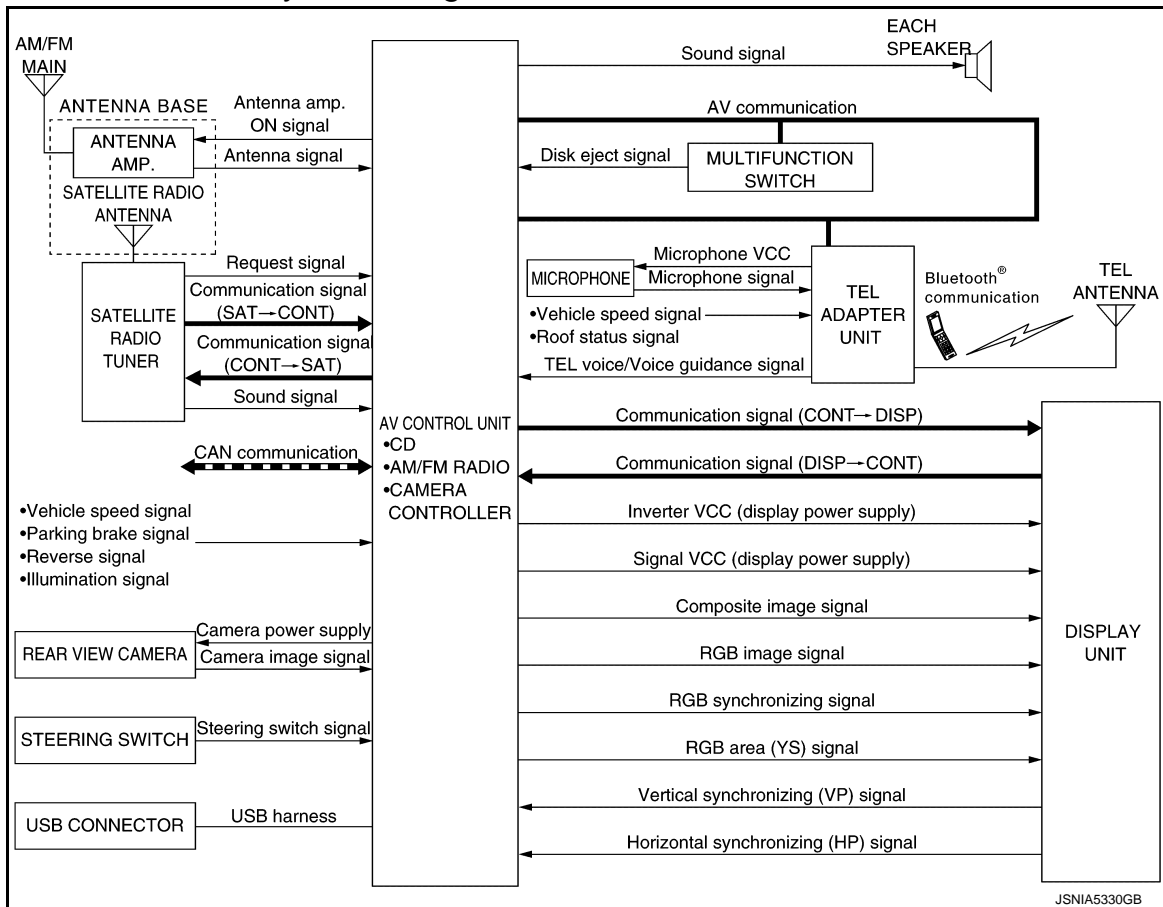 EACH
SPEAKER
AM/FM
MAIN
Sound signal
ANTENNA BASE
Antenna amp.
ON signal
AV communication
ANTENNA
AMP.
Antenna signal
Disk eject signal
MULTIFUNCTION
SWITCH
SATELLITE RADIO
ANTENNA
Request signal
Communication signal
(SAT→CONT)
Communication signal
(CONT→SAT)
Sound signal
SATELLITE
RADIO
TUNER
MICROPHONE
Microphone VCC
Microphone signal
•Vehicle speed signal
•Roof status signal
TEL voice/Voice guidance signal
TEL
ADAPTER
UNIT
Bluetooth®
communication
TEL
ANTENNA
CAN communication
AV CONTROL UNIT
•CD
•AM/FM RADIO
•CAMERA
CONTROLLER
Communication signal (CONT→DISP)
Communication signal (DISP→CONT)
•Vehicle speed signal
•Parking brake signal
•Reverse signal
•Illumination signal
Inverter VCC (display power supply)
Signal VCC (display power supply)
Composite image signal
RGB image signal
RGB synchronizing signal
RGB area (YS) signal
Vertical synchronizing (VP) signal
Horizontal synchronizing (HP) signal
DISPLAY
UNIT
REAR VIEW CAMERA
Camera power supply
Camera image signal
STEERING SWITCH
Steering switch signal
USB CONNECTOR
USB harness
JSNIA5330GB